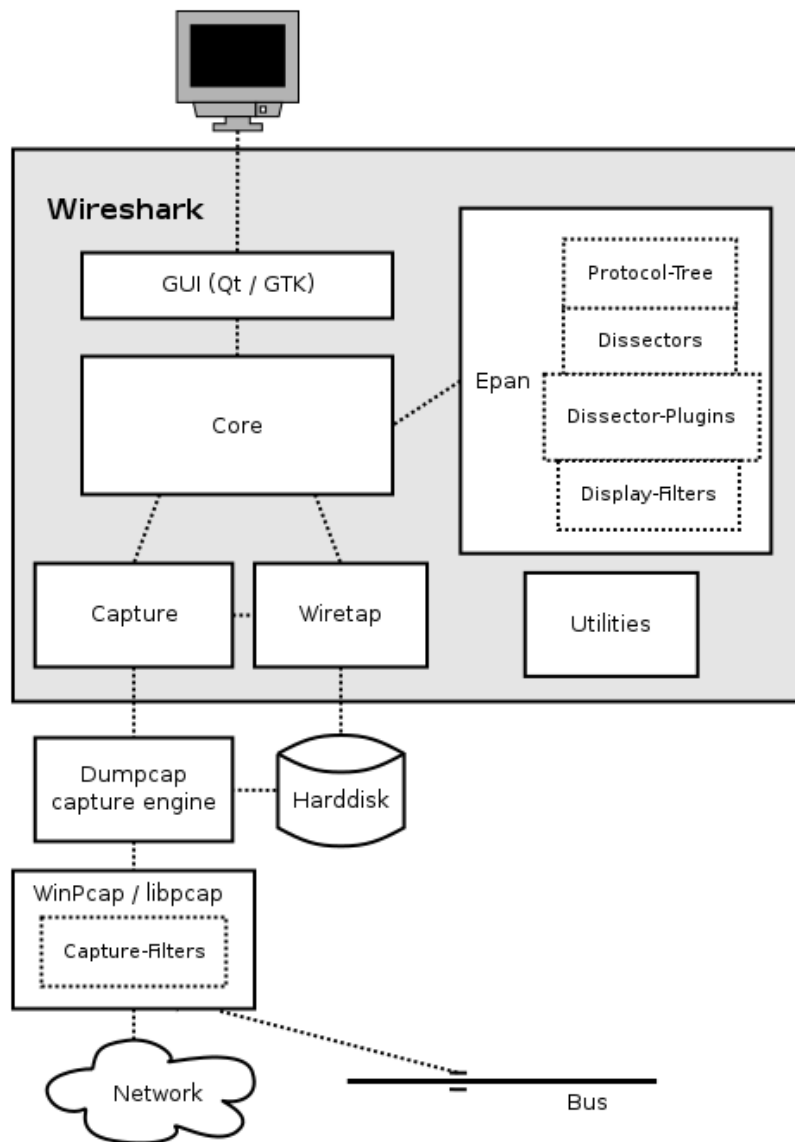 Wireshark
GUI (Qt / GTK)
Core
Epan
Protocol-Tree
Dissectors
Dissector-Plugins
Display-Filters
Capture
Wiretap
Utilities
Dumpcap
capture engine
Harddisk
WinPcap / libpcap
Capture-Filters
Network
Bus